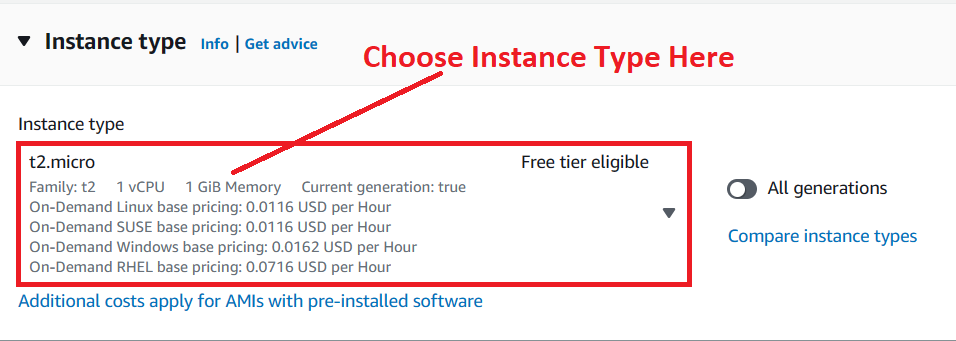 Instance type Info | Get advice
Choose Instance Type Here
Instance type
t2.micro Free tier eligible
Family: t2 1 vCPU 1 GiB Memory Current generation: true
On-Demand Linux base pricing: 0.0116 USD per Hour
On-Demand SUSE base pricing: 0.0116 USD per Hour
On-Demand Windows base pricing: 0.0162 USD per Hour
On-Demand RHEL base pricing: 0.0716 USD per Hour
All generations
Compare instance types
Additional costs apply for AMIs with pre-installed software